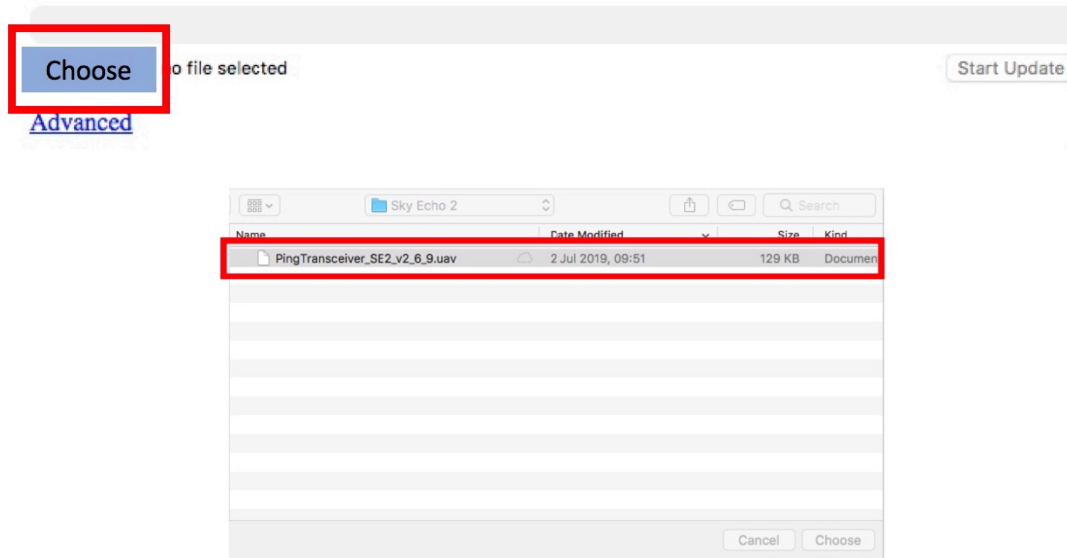 Choose no file selected Start Update
Advanced
Sky Echo 2 Search
Name Date Modified Size Kind
PingTransceiver_SE2_v2_6_9.uav 2 Jul 2019, 09:51 129 KB Documen
Cancel Choose